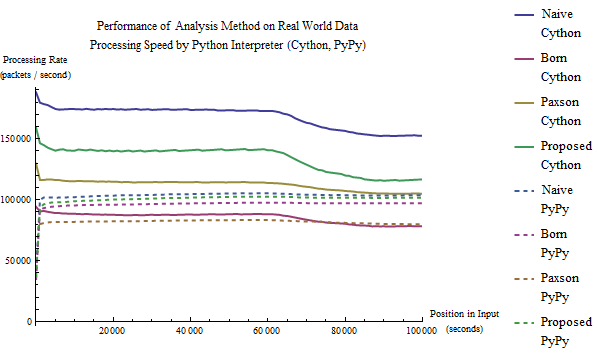 Performance of Analysis Method on Real World Data
Processing Speed by Python Interpreter (Cython, PyPy)
Processing Rate
(packets / second)
150000
100000
50000
0
20000
40000
60000
80000
100000
Position in Input
(seconds)
Naive
Cython
Born
Cython
Paxson
Cython
Proposed
Cython
Naive
PyPy
Born
PyPy
Paxson
PyPy
Proposed
PyPy